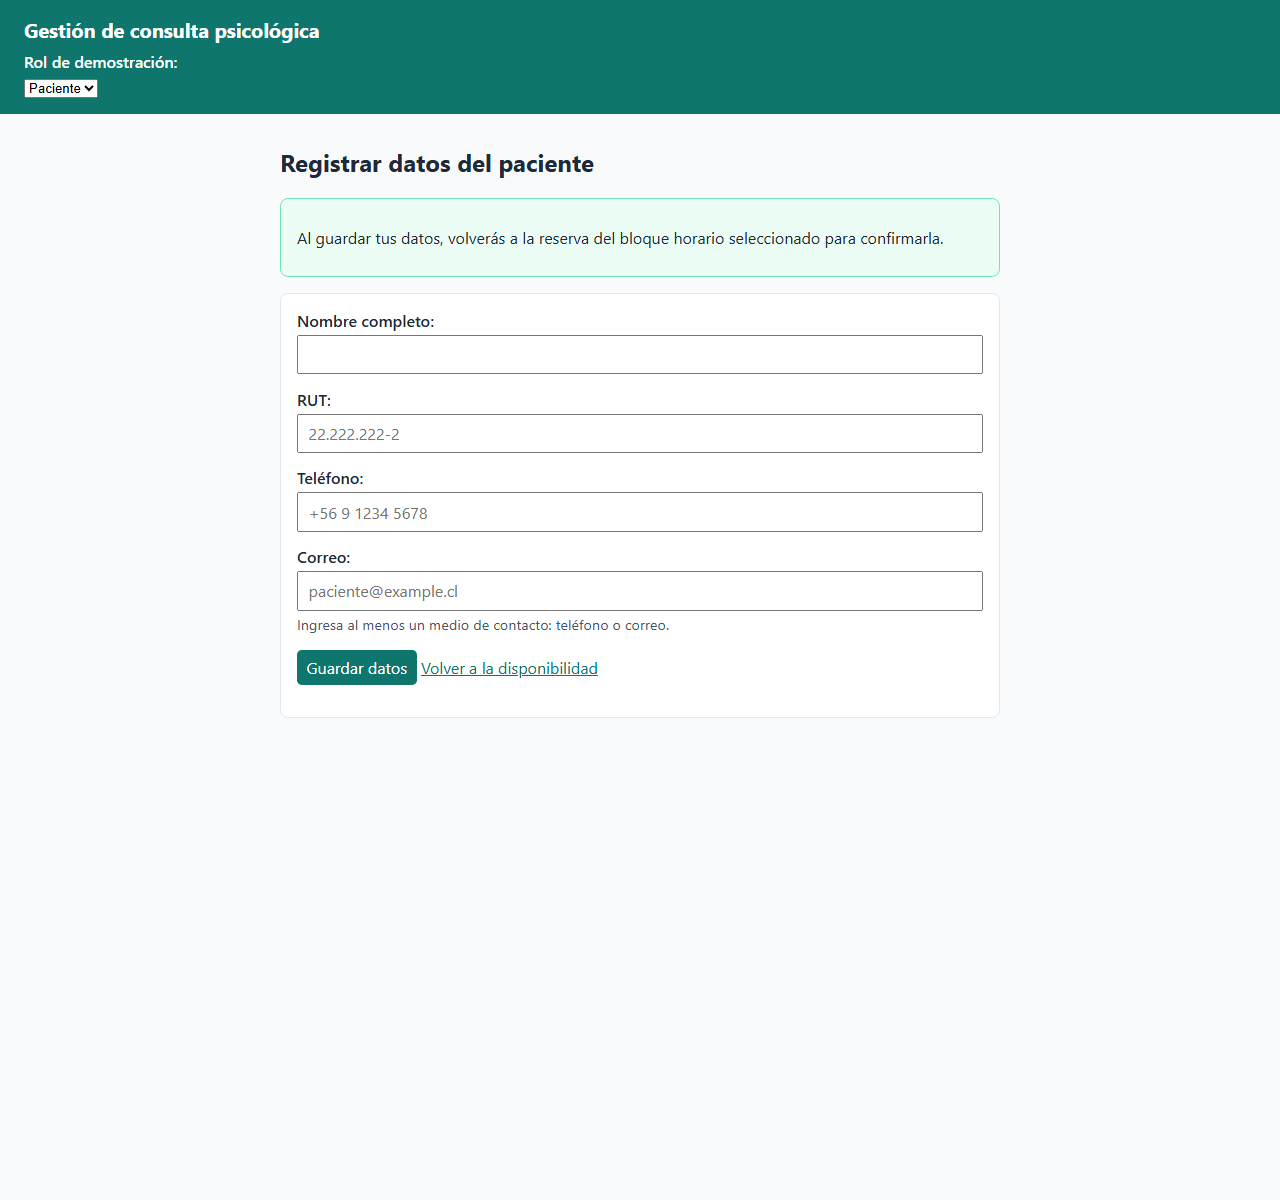 Gestión de consulta psicológica
Rol de demostración:
Paciente
Registrar datos del paciente
Al guardar tus datos, volverás a la reserva del bloque horario seleccionado para confirmarla.
Nombre completo:
RUT:
22.222.222-2
Teléfono:
+56 9 1234 5678
Correo:
paciente@example.cl
Ingresa al menos un medio de contacto: teléfono o correo.
Guardar datos Volver a la disponibilidad